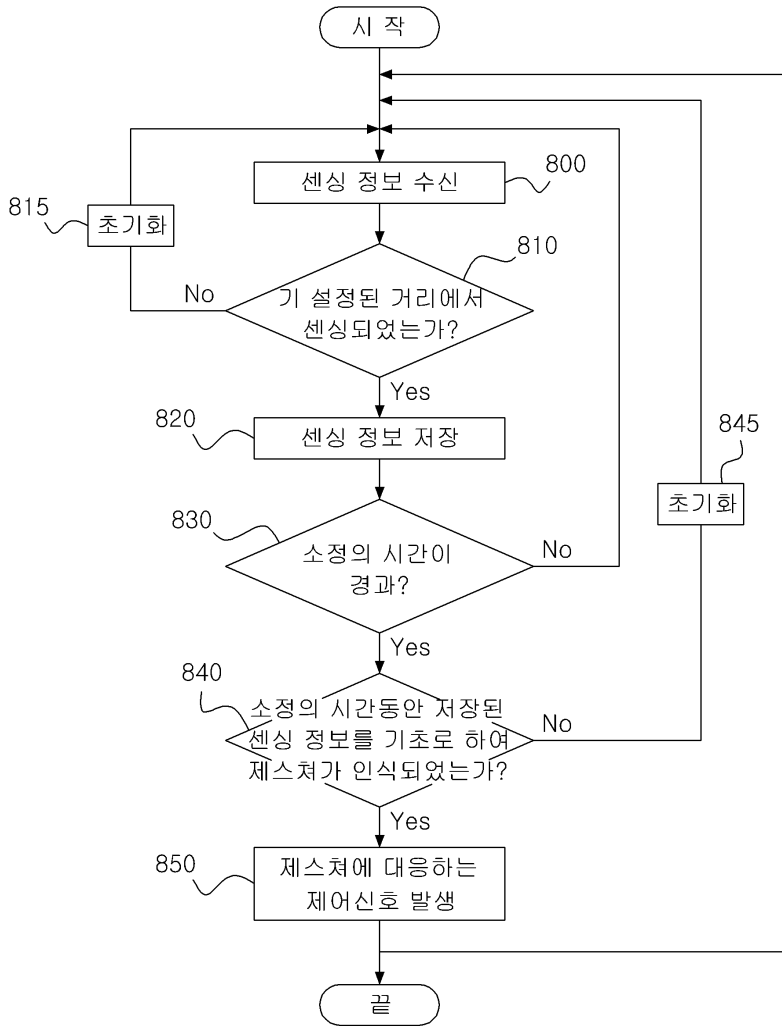 시 작
센싱 정보 수신
800
815
초기화
810
No
기 설정된 거리에서
센싱되었는가?
Yes
820
센싱 정보 저장
845
초기화
830
No
소정의 시간이
경과?
Yes
840
No
소정의 시간동안 저장된
센싱 정보를 기초로 하여
제스쳐가 인식되었는가?
Yes
850
제스쳐에 대응하는
제어신호 발생
끝